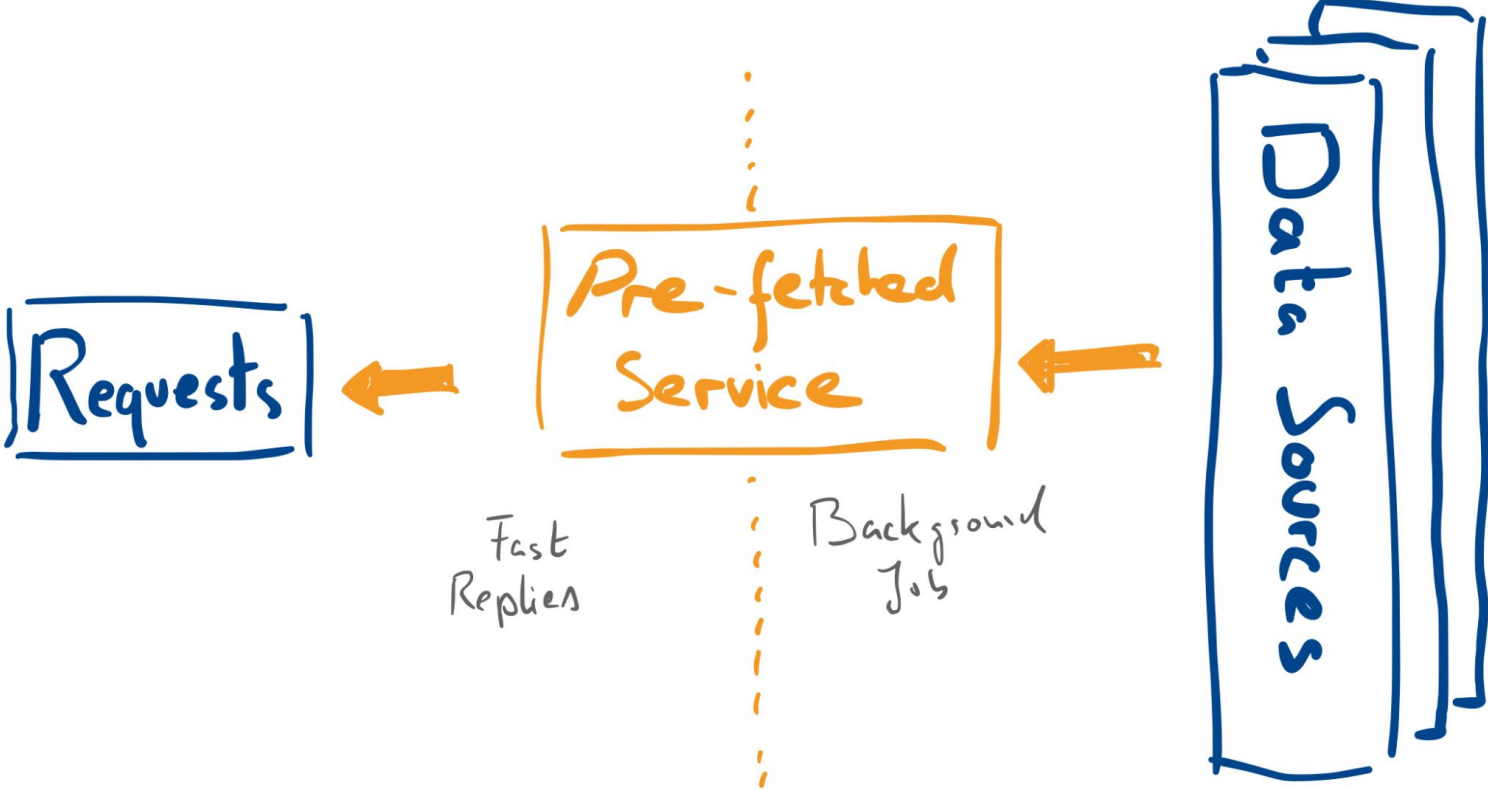 Requests
Pre-fetched
Service
Fast
Replies
Background
Job
Data Sources